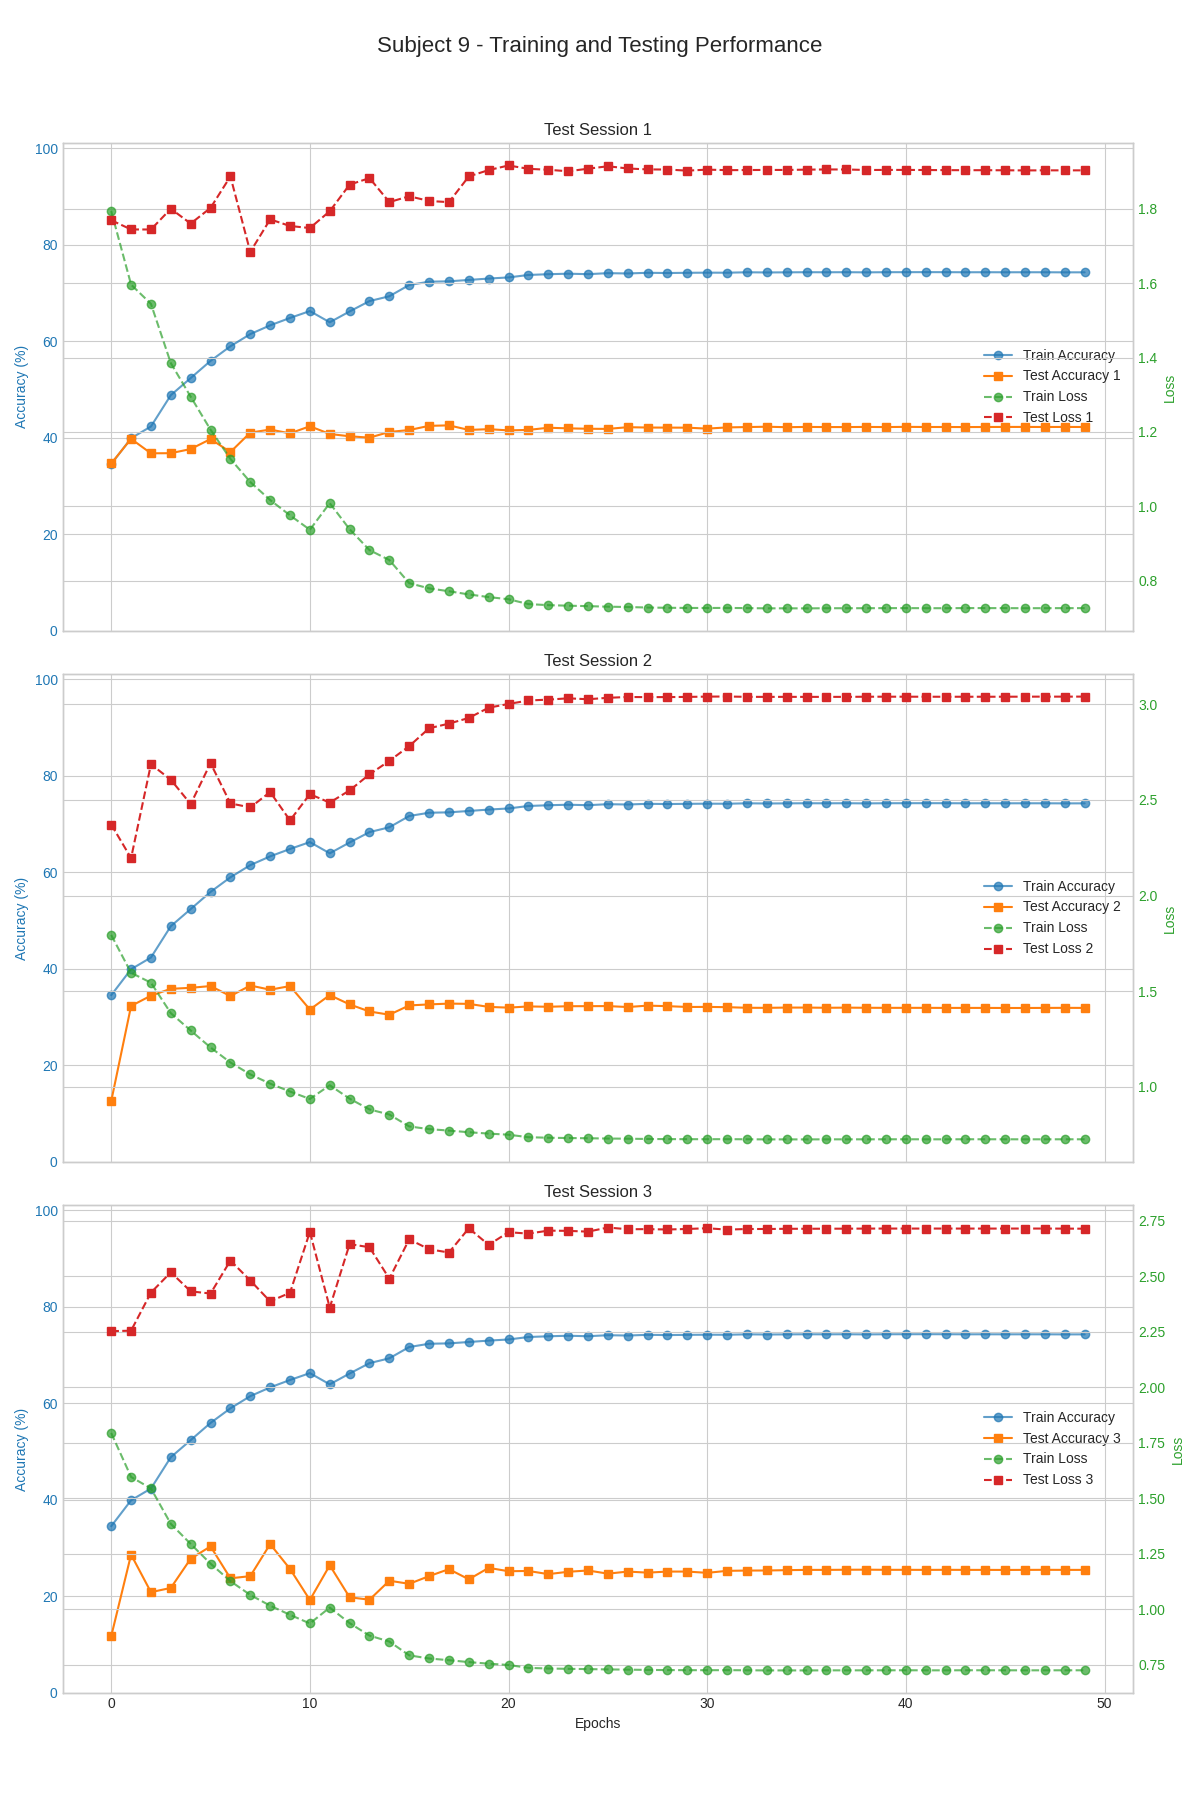 Subject 9 - Training and Testing Performance
Test Session 1
100
80
60
40
20
0
Accuracy (%)
1.8
1.6
1.4
1.2
1.0
0.8
Loss
Train Accuracy
Test Accuracy 1
Train Loss
Test Loss 1
Test Session 2
100
80
60
40
20
0
Accuracy (%)
3.0
2.5
2.0
1.5
1.0
Loss
Train Accuracy
Test Accuracy 2
Train Loss
Test Loss 2
Test Session 3
100
80
60
40
20
0
Accuracy (%)
2.75
2.50
2.25
2.00
1.75
1.50
1.25
1.00
0.75
Loss
Train Accuracy
Test Accuracy 3
Train Loss
Test Loss 3
0 10 20 30 40 50
Epochs